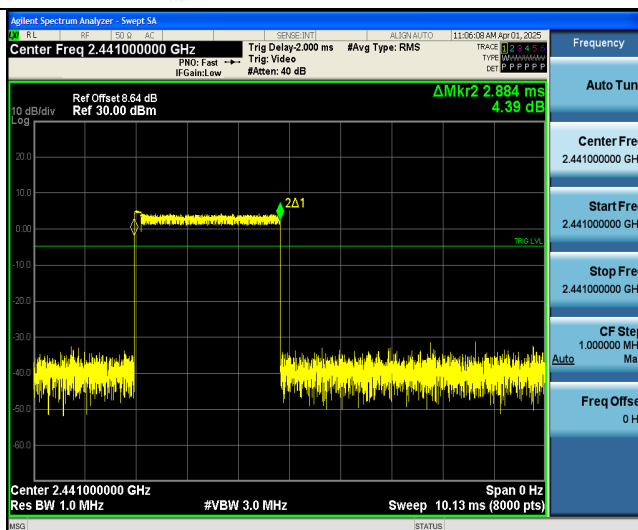 Agilent Spectrum Analyzer - Swept SA
LXI RL RF 50 Ω AC SENSE:INT ALIGN AUTO 11:06:08 AM Apr 01, 2025
Center Freq 2.441000000 GHz
PNO: Fast
IFGain:Low
Trig Delay-2.000 ms
Trig: Video
#Atten: 40 dB
#Avg Type: RMS
TRACE 1 2 3 4 5 6
TYPE WWWWWW
DET P P P P P P
Ref Offset 8.64 dB
10 dB/div Ref 30.00 dBm
Log
ΔMkr2 2.884 ms
4.39 dB
20.0
10.0
2Δ1
0.00
TRIG LVL
-10.0
-20.0
-30.0
-40.0
-50.0
-60.0
Center 2.441000000 GHz Span 0 Hz
Res BW 1.0 MHz #VBW 3.0 MHz Sweep 10.13 ms (8000 pts)
MSG STATUS
Frequency
Auto Tun
Center Fre
2.441000000 GH
Start Fre
2.441000000 GH
Stop Fre
2.441000000 GH
CF Step
1.000000 MH
Auto Ma
Freq Offse
0 H